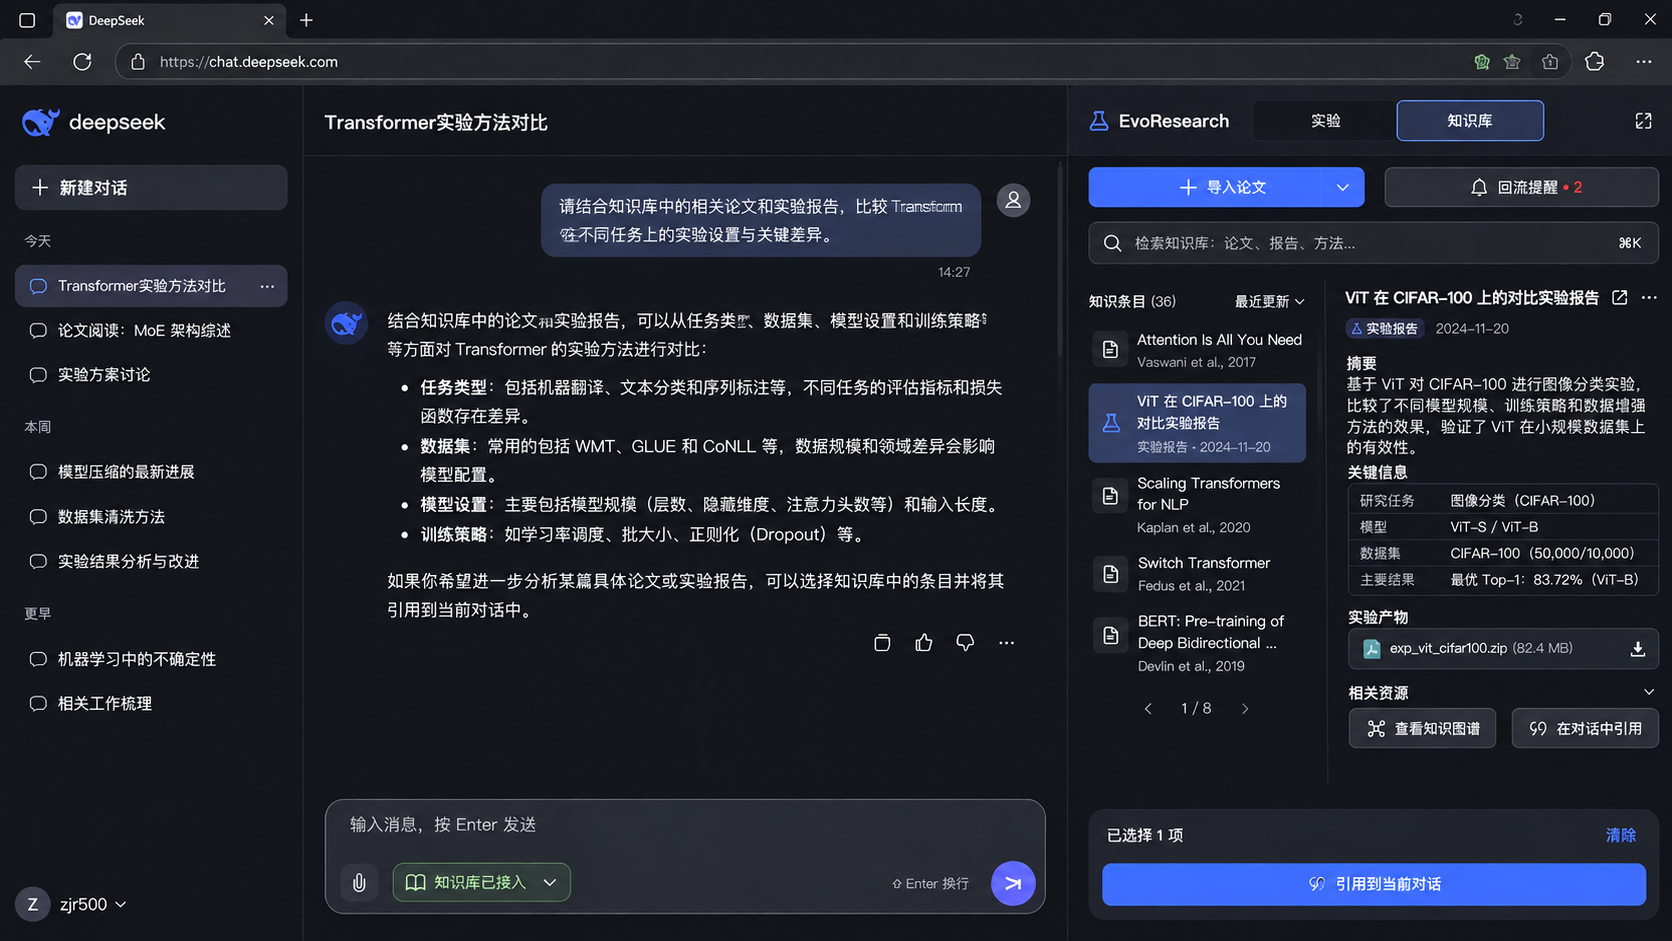 DeepSeek
https://chat.deepseek.com
deepseek
新建对话
今天
Transformer实验方法对比
论文阅读：MoE 架构综述
实验方案讨论
本周
模型压缩的最新进展
数据集清洗方法
实验结果分析与改进
更早
机器学习中的不确定性
相关工作梳理
Z zjr500
Transformer实验方法对比
请结合知识库中的相关论文和实验报告，比较 Transform
在不同任务上的实验设置与关键差异。
14:27
结合知识库中的论文和实验报告，可以从任务类型、数据集、模型设置和训练策略
等方面对 Transformer 的实验方法进行对比：
• 任务类型：包括机器翻译、文本分类和序列标注等，不同任务的评估指标和损失
函数存在差异。
• 数据集：常用的包括 WMT、GLUE 和 CoNLL 等，数据规模和领域差异会影响
模型配置。
• 模型设置：主要包括模型规模（层数、隐藏维度、注意力头数等）和输入长度。
• 训练策略：如学习率调度、批大小、正则化（Dropout）等。
如果你希望进一步分析某篇具体论文或实验报告，可以选择知识库中的条目并将其
引用到当前对话中。
输入消息，按 Enter 发送
知识库已接入
Enter 换行
EvoResearch
实验
知识库
导入论文
回流提醒 • 2
检索知识库：论文、报告、方法...
⌘K
知识条目 (36)
最近更新
Attention Is All You Need
Vaswani et al., 2017
ViT 在 CIFAR-100 上的
对比实验报告
实验报告 • 2024-11-20
Scaling Transformers
for NLP
Kaplan et al., 2020
Switch Transformer
Fedus et al., 2021
BERT: Pre-training of
Deep Bidirectional ...
Devlin et al., 2019
1 / 8
ViT 在 CIFAR-100 上的对比实验报告
实验报告 2024-11-20
摘要
基于 ViT 对 CIFAR-100 进行图像分类实验，
比较了不同模型规模、训练策略和数据增强
方法的效果，验证了 ViT 在小规模数据集上
的有效性。
关键信息
研究任务 图像分类（CIFAR-100）
模型 ViT-S / ViT-B
数据集 CIFAR-100（50,000/10,000）
主要结果 最优 Top-1：83.72%（ViT-B）
实验产物
exp_vit_cifar100.zip (82.4 MB)
相关资源
查看知识图谱
在对话中引用
已选择 1 项
清除
引用到当前对话